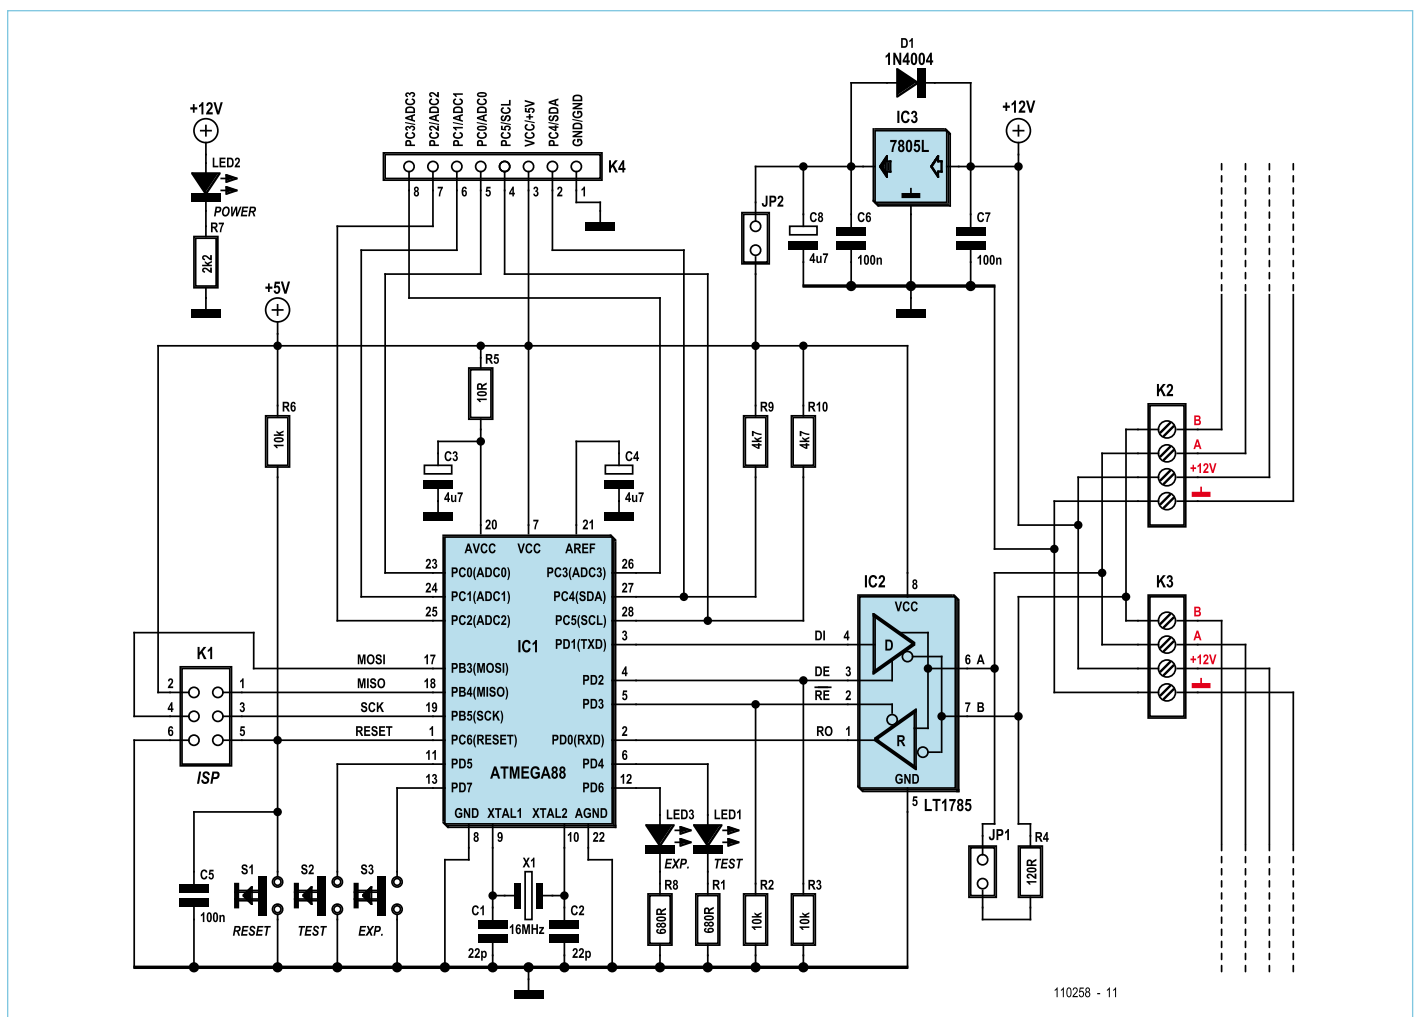 D1
1N4004
+12V
LED2
POWER
R7
2k2
PC3/ADC3
PC2/ADC2
PC1/ADC1
PC0/ADC0
PC5/SCL
VCC/+5V
PC4/SDA
GND/GND
K4
8
7
6
5
4
3
2
1
IC3
7805L
+12V
JP2
C8
4u7
C6
100n
C7
100n
+5V
R5
10R
R6
10k
R9
4k7
R10
4k7
C3
4u7
C4
4u7
K2
B
A
+12V
K3
B
A
+12V
20
7
21
AVCC
VCC
AREF
23
PC0(ADC0)
PC3(ADC3)
26
24
PC1(ADC1)
PC4(SDA)
27
25
PC2(ADC2)
PC5(SCL)
28
IC1
PD1(TXD)
3
17
PB3(MOSI)
PD2
4
18
PB4(MISO)
PD3
5
19
PB5(SCK)
1
PC6(RESET)
PD0(RXD)
2
11
PD5
ATMEGA88
PD4
6
13
PD7
PD6
12
GND
XTAL1
XTAL2
AGND
8
9
10
22
K1
MOSI
MISO
SCK
RESET
2
1
4
3
6
5
ISP
IC2
8
VCC
DI
4
D
DE
3
RE
2
RO
1
R
6
A
7
B
GND
5
LT1785
LED3
EXP.
LED1
TEST
JP1
R4
120R
C5
100n
S1
RESET
S2
TEST
S3
EXP.
X1
16MHz
C1
22p
C2
22p
R8
680R
R1
680R
R2
10k
R3
10k
110258 - 11